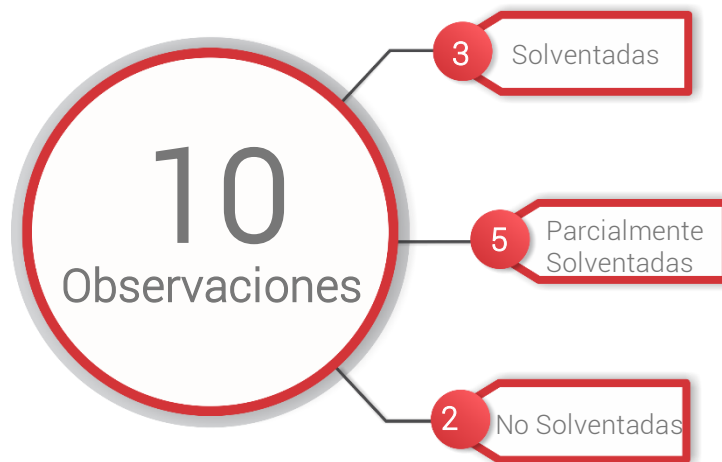 10
Observaciones
3
Solventadas
5
Parcialmente
Solventadas
2
No Solventadas